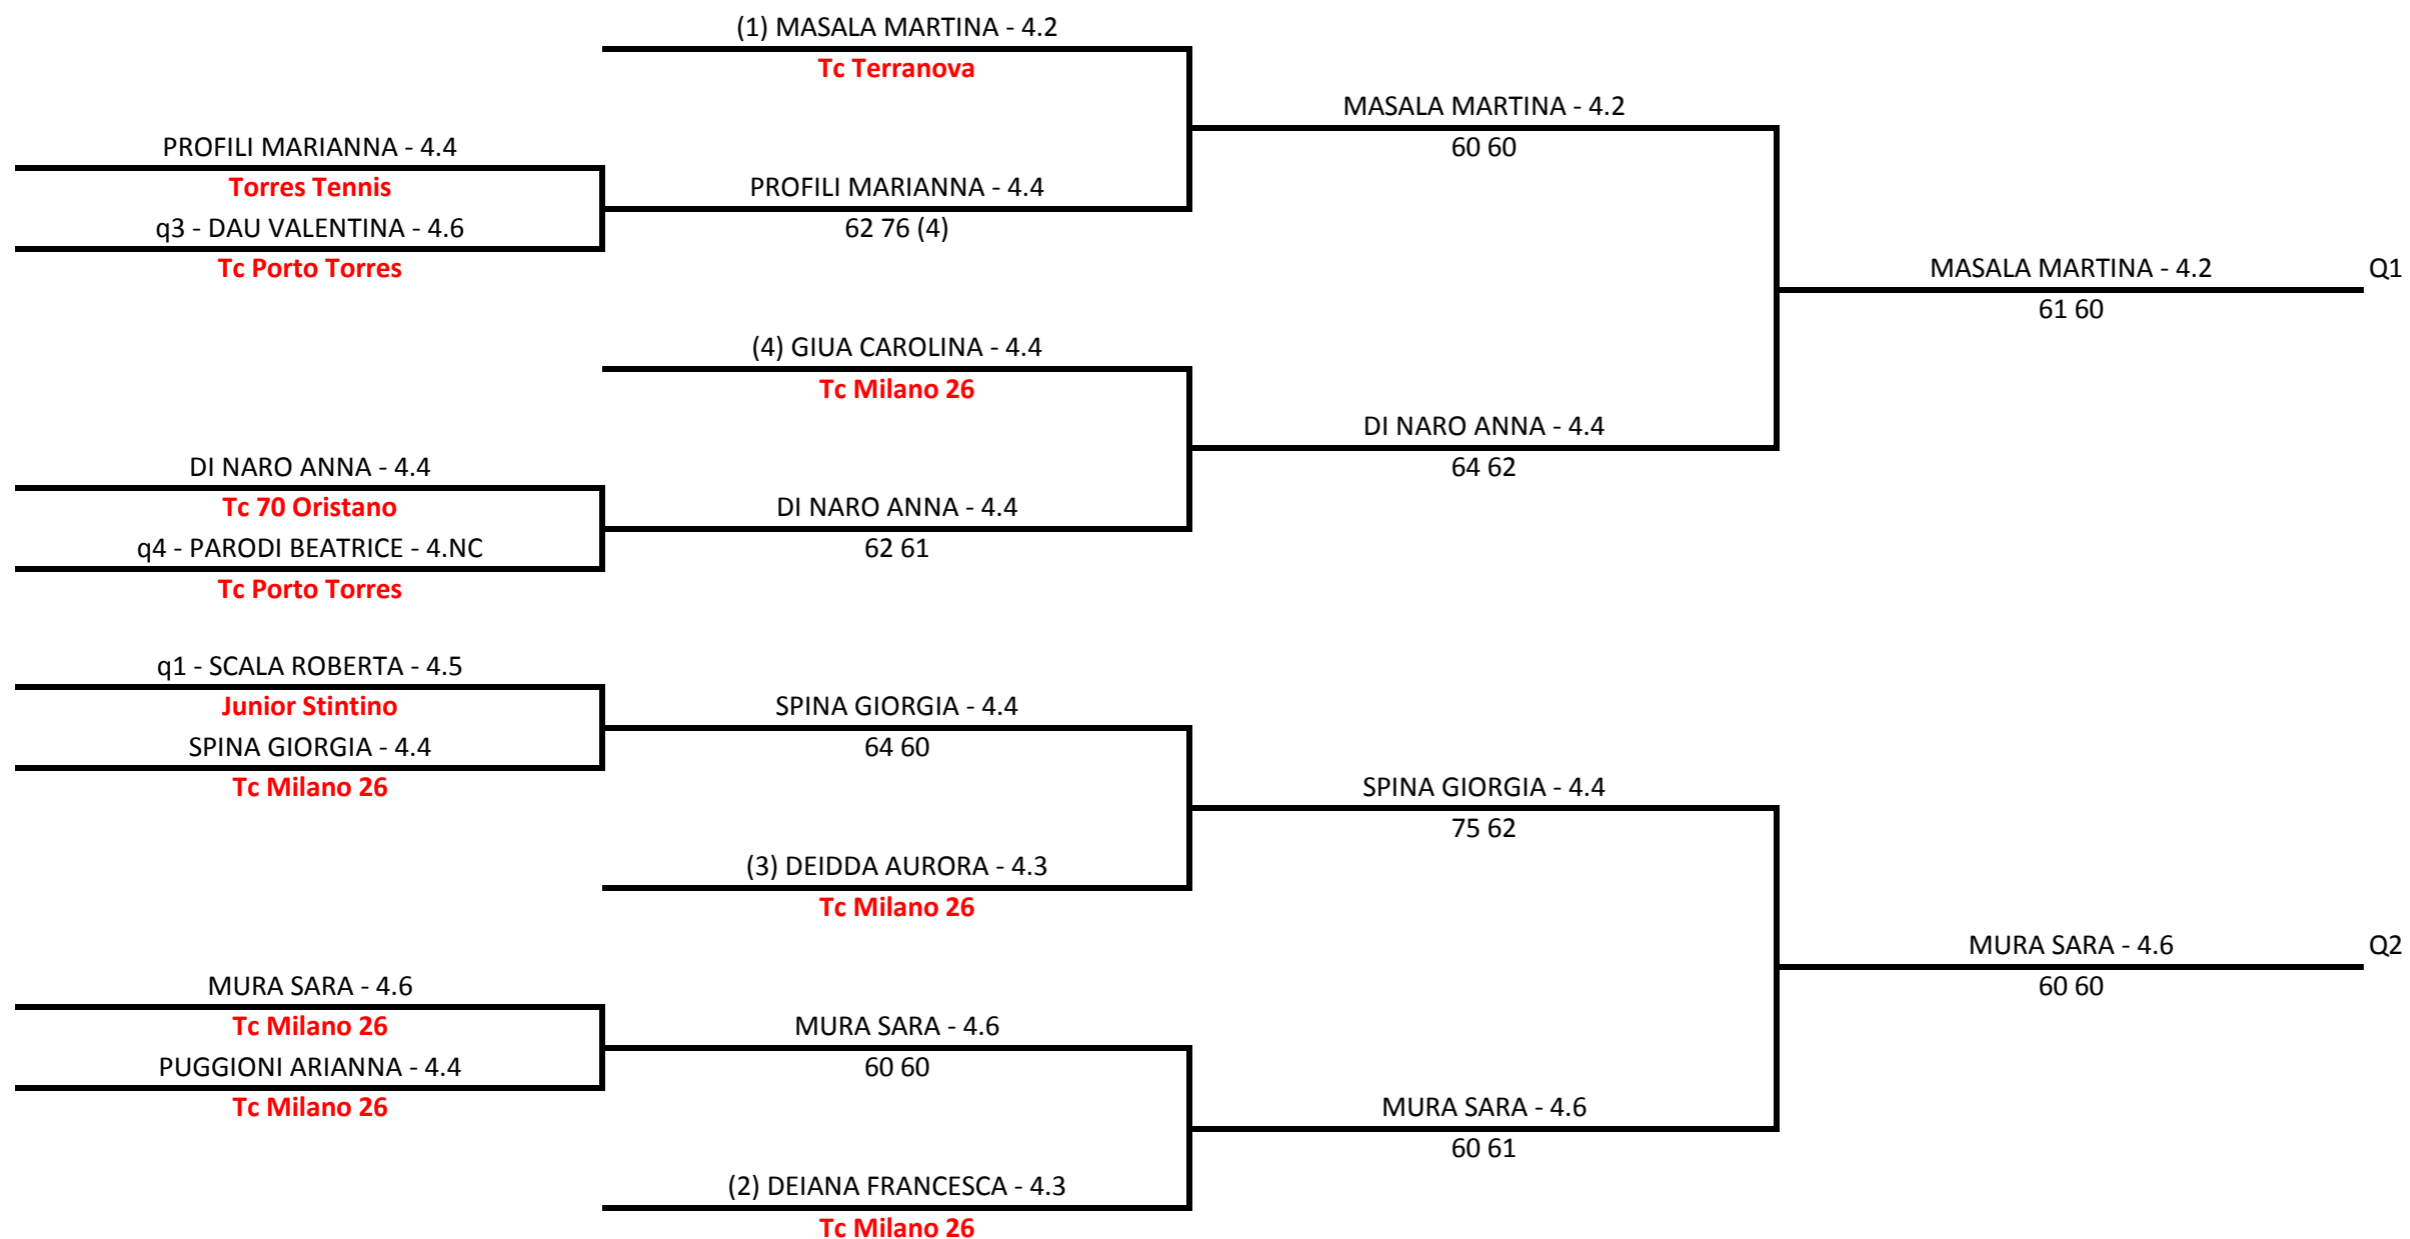 (1) MASALA MARTINA - 4.2
Tc Terranova
MASALA MARTINA - 4.2
60 60
PROFILI MARIANNA - 4.4
Torres Tennis
PROFILI MARIANNA - 4.4
62 76 (4)
q3 - DAU VALENTINA - 4.6
Tc Porto Torres
MASALA MARTINA - 4.2
Q1
61 60
(4) GIUA CAROLINA - 4.4
Tc Milano 26
DI NARO ANNA - 4.4
64 62
DI NARO ANNA - 4.4
Tc 70 Oristano
DI NARO ANNA - 4.4
62 61
q4 - PARODI BEATRICE - 4.NC
Tc Porto Torres
q1 - SCALA ROBERTA - 4.5
Junior Stintino
SPINA GIORGIA - 4.4
64 60
SPINA GIORGIA - 4.4
Tc Milano 26
SPINA GIORGIA - 4.4
75 62
(3) DEIDDA AURORA - 4.3
Tc Milano 26
MURA SARA - 4.6
Q2
60 60
MURA SARA - 4.6
Tc Milano 26
MURA SARA - 4.6
60 60
PUGGIONI ARIANNA - 4.4
Tc Milano 26
MURA SARA - 4.6
60 61
(2) DEIANA FRANCESCA - 4.3
Tc Milano 26